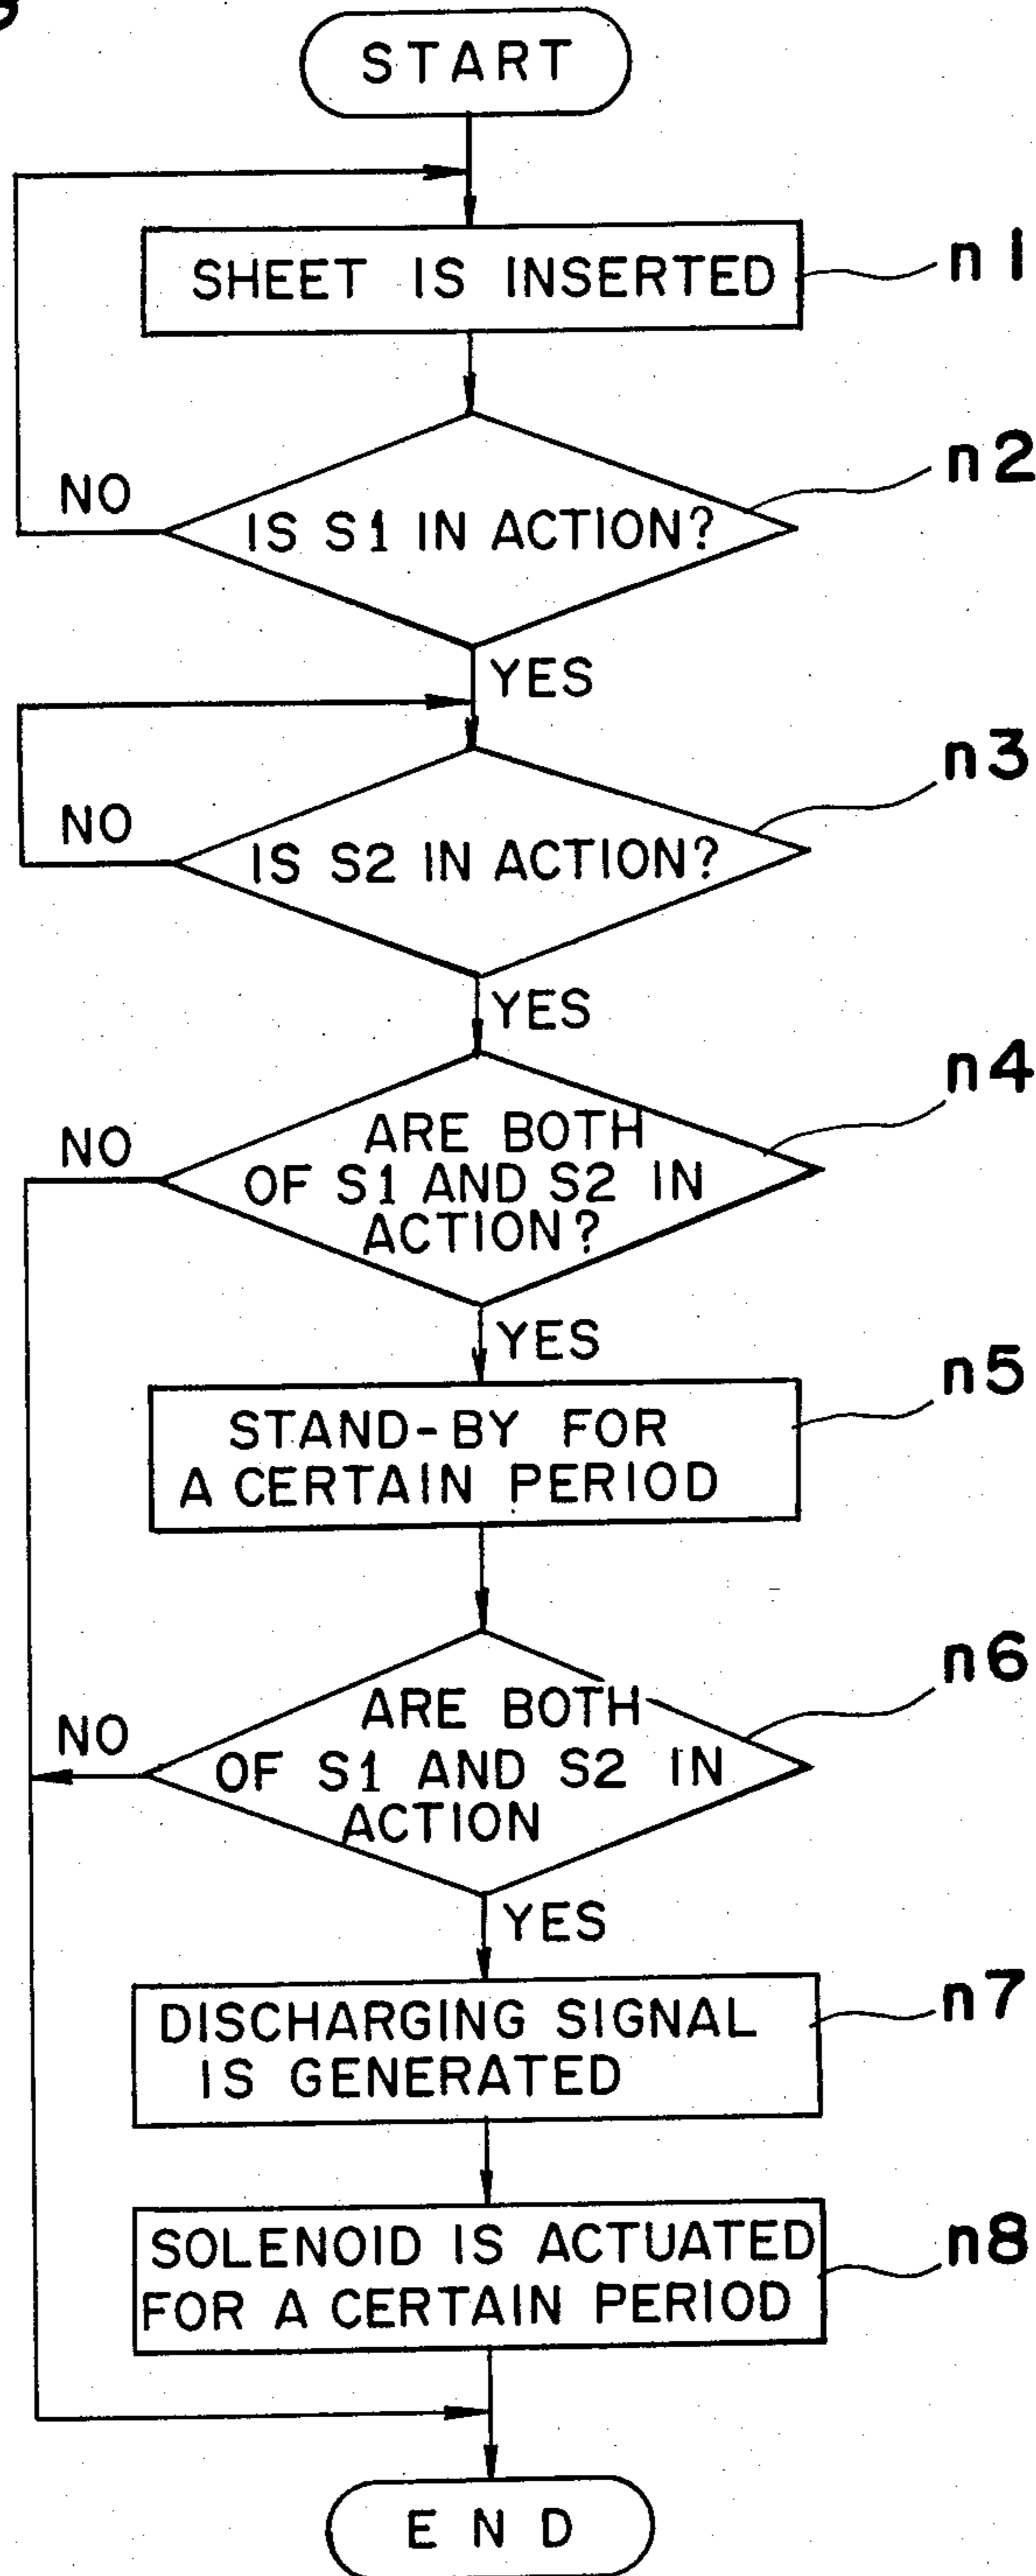 START
SHEET IS INSERTED
n1
n2
NO
IS S1 IN ACTION?
YES
n3
NO
IS S2 IN ACTION?
YES
n4
NO
ARE BOTH
OF S1 AND S2 IN
ACTION?
YES
n5
STAND-BY FOR
A CERTAIN PERIOD
n6
NO
ARE BOTH
OF S1 AND S2 IN
ACTION
YES
n7
DISCHARGING SIGNAL
IS GENERATED
n8
SOLENOID IS ACTUATED
FOR A CERTAIN PERIOD
END